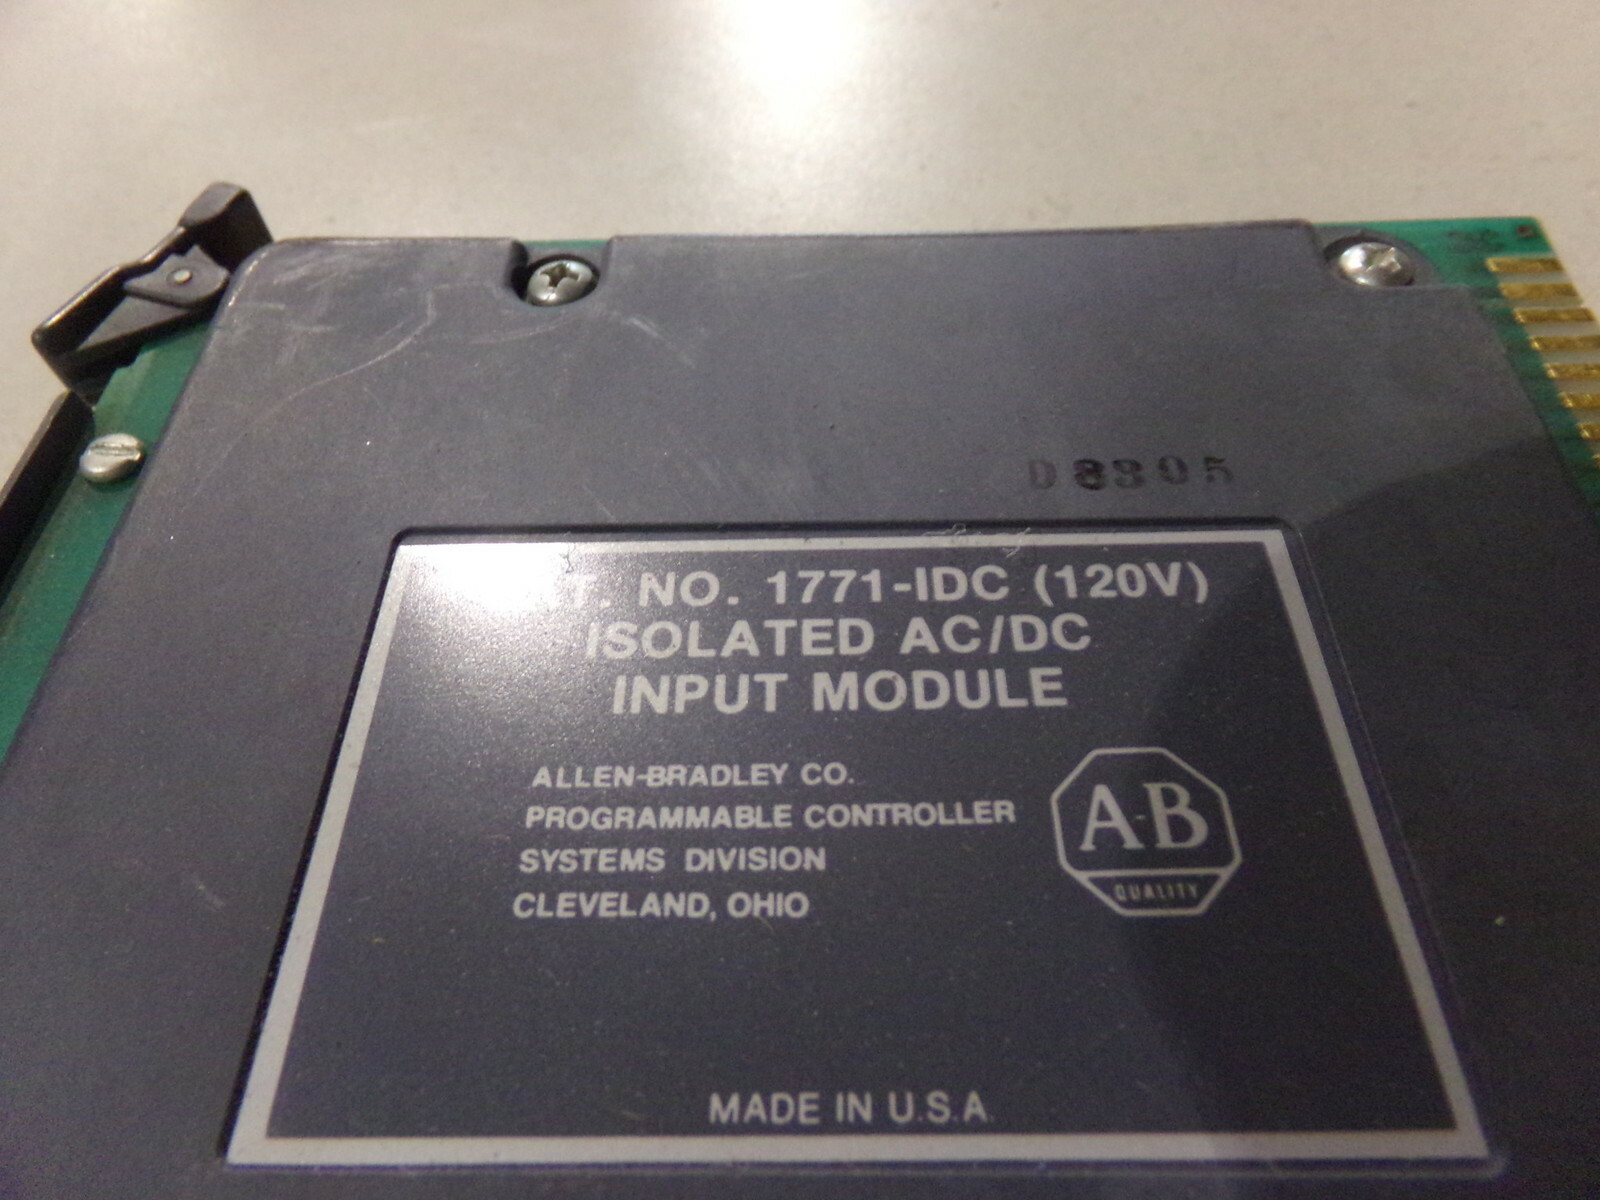 D8305
NO. 1771-IDC (120V)
ISOLATED AC/DC
INPUT MODULE
ALLEN-BRADLEY CO.
PROGRAMMABLE CONTROLLER
SYSTEMS DIVISION
CLEVELAND, OHIO
A-B
QUALITY
MADE IN U.S.A.